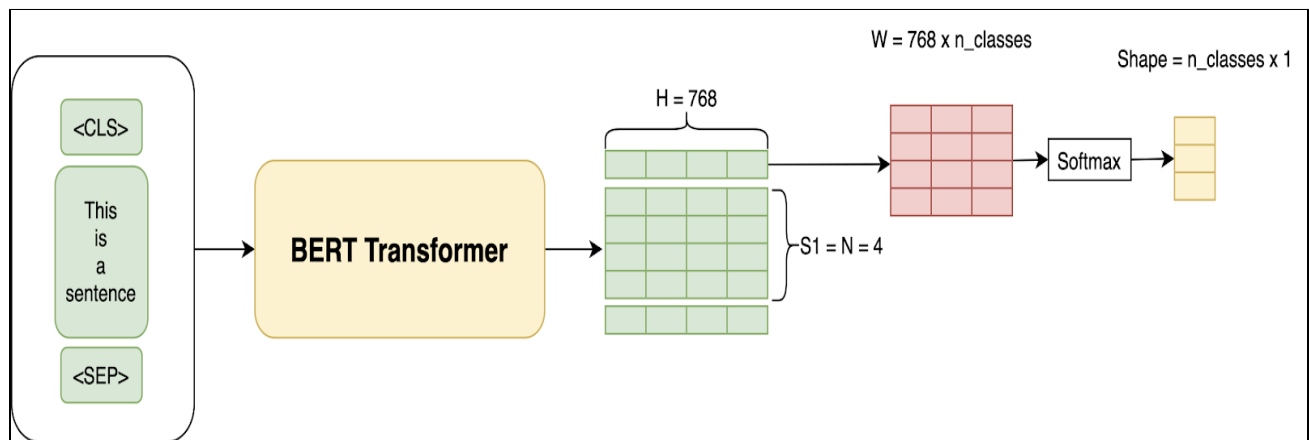 <CLS>
This
is
a
sentence
<SEP>
BERT Transformer
H = 768
S1 = N = 4
W = 768 x n_classes
Softmax
Shape = n_classes x 1